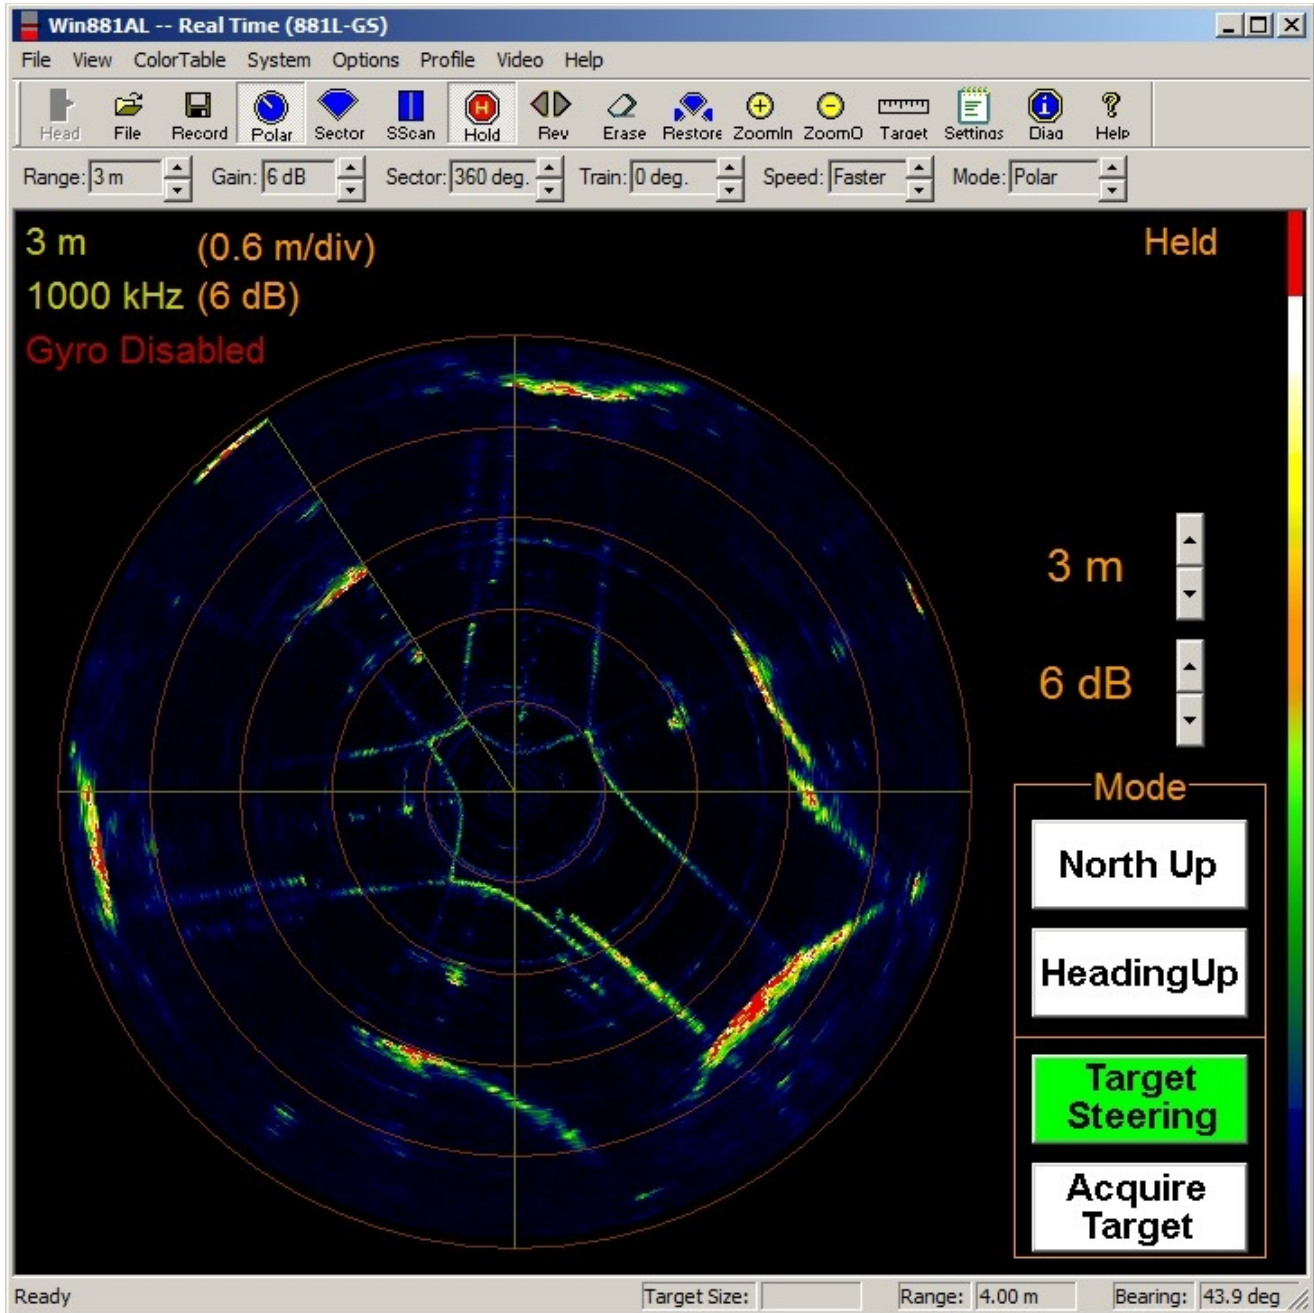 Win881AL -- Real Time (881L-GS)
File View ColorTable System Options Profile Video Help
Head File Record Polar Sector SScan Hold Rev Erase Restore ZoomIn ZoomO Target Settings Diag Help
Range: 3 m Gain: 6 dB Sector: 360 deg. Train: 0 deg. Speed: Faster Mode: Polar
3 m (0.6 m/div) Held
1000 kHz (6 dB)
Gyro Disabled
3 m
6 dB
Mode
North Up
HeadingUp
Target
Steering
Acquire
Target
Ready Target Size: Range: 4.00 m Bearing: 43.9 deg